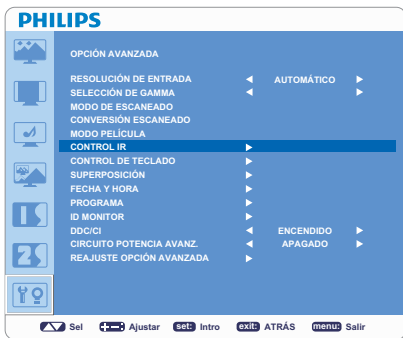 PHILIPS
OPCIÓN AVANZADA
RESOLUCIÓN DE ENTRADA AUTOMÁTICO
SELECCIÓN DE GAMMA
MODO DE ESCANEADO
CONVERSIÓN ESCANEADO
MODO PELÍCULA
CONTROL IR
CONTROL DE TECLADO
SUPERPOSICIÓN
FECHA Y HORA
PROGRAMA
ID MONITOR
DDC/CI ENCENDIDO
CIRCUITO POTENCIA AVANZ. APAGADO
REAJUSTE OPCIÓN AVANZADA
1
2
Sel Ajustar set: Intro exit: ATRÁS menu: Salir